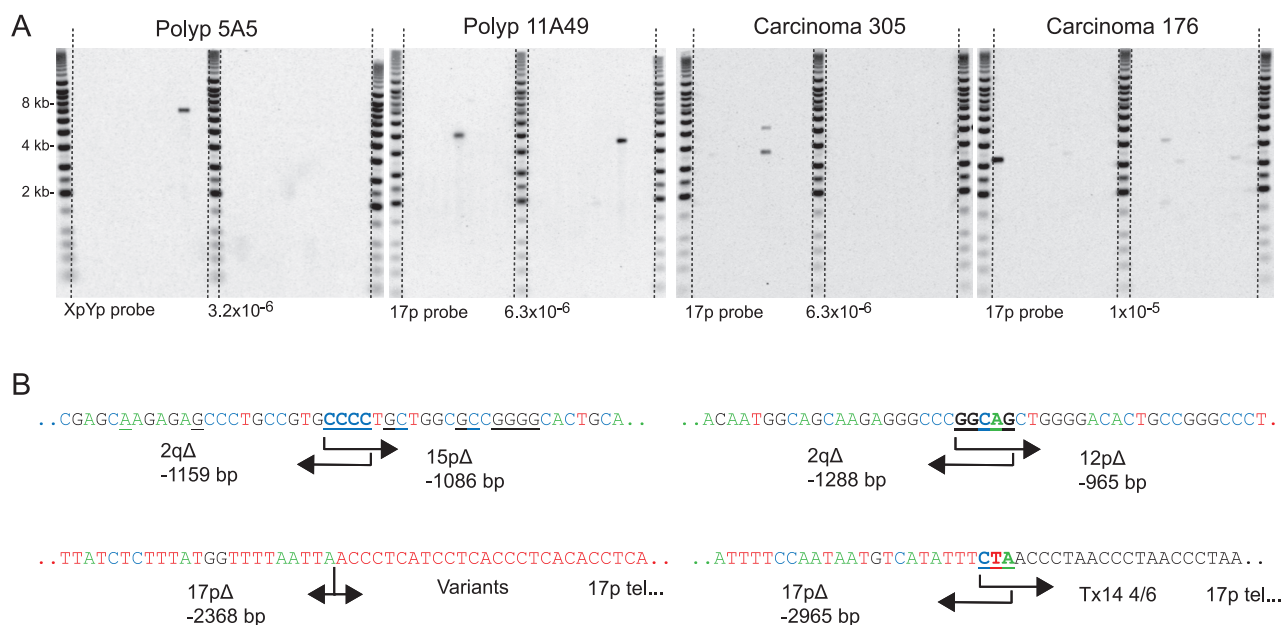 A
Polyp 5A5
Polyp 11A49
Carcinoma 305
Carcinoma 176
8 kb-
4 kb-
2 kb-
XpYp probe
3.2x10-6
17p probe
6.3x10-6
17p probe
6.3x10-6
17p probe
1x10-5
B
..CGAGCAAGAGAGCCCTGCCGTGCCCCTGCTGGCGCCGGGGCACTGCA..
2qΔ
-1159 bp
15pΔ
-1086 bp
..ACAATGGCAGCAAGAGGGCCCGGCAGCTGGGGACACTGCCGGGCCCT.
2qΔ
-1288 bp
12pΔ
-965 bp
..TTATCTCTTTATGGTTTTAATTAACCCTCATCCTCACCCTCACACCTCA...
17pΔ
-2368 bp
Variants
17p tel...
..ATTTTCCAATAATGTCATATTTCTAACCCTAACCCTAACCCTAA..
17pΔ
-2965 bp
Tx14 4/6
17p tel...